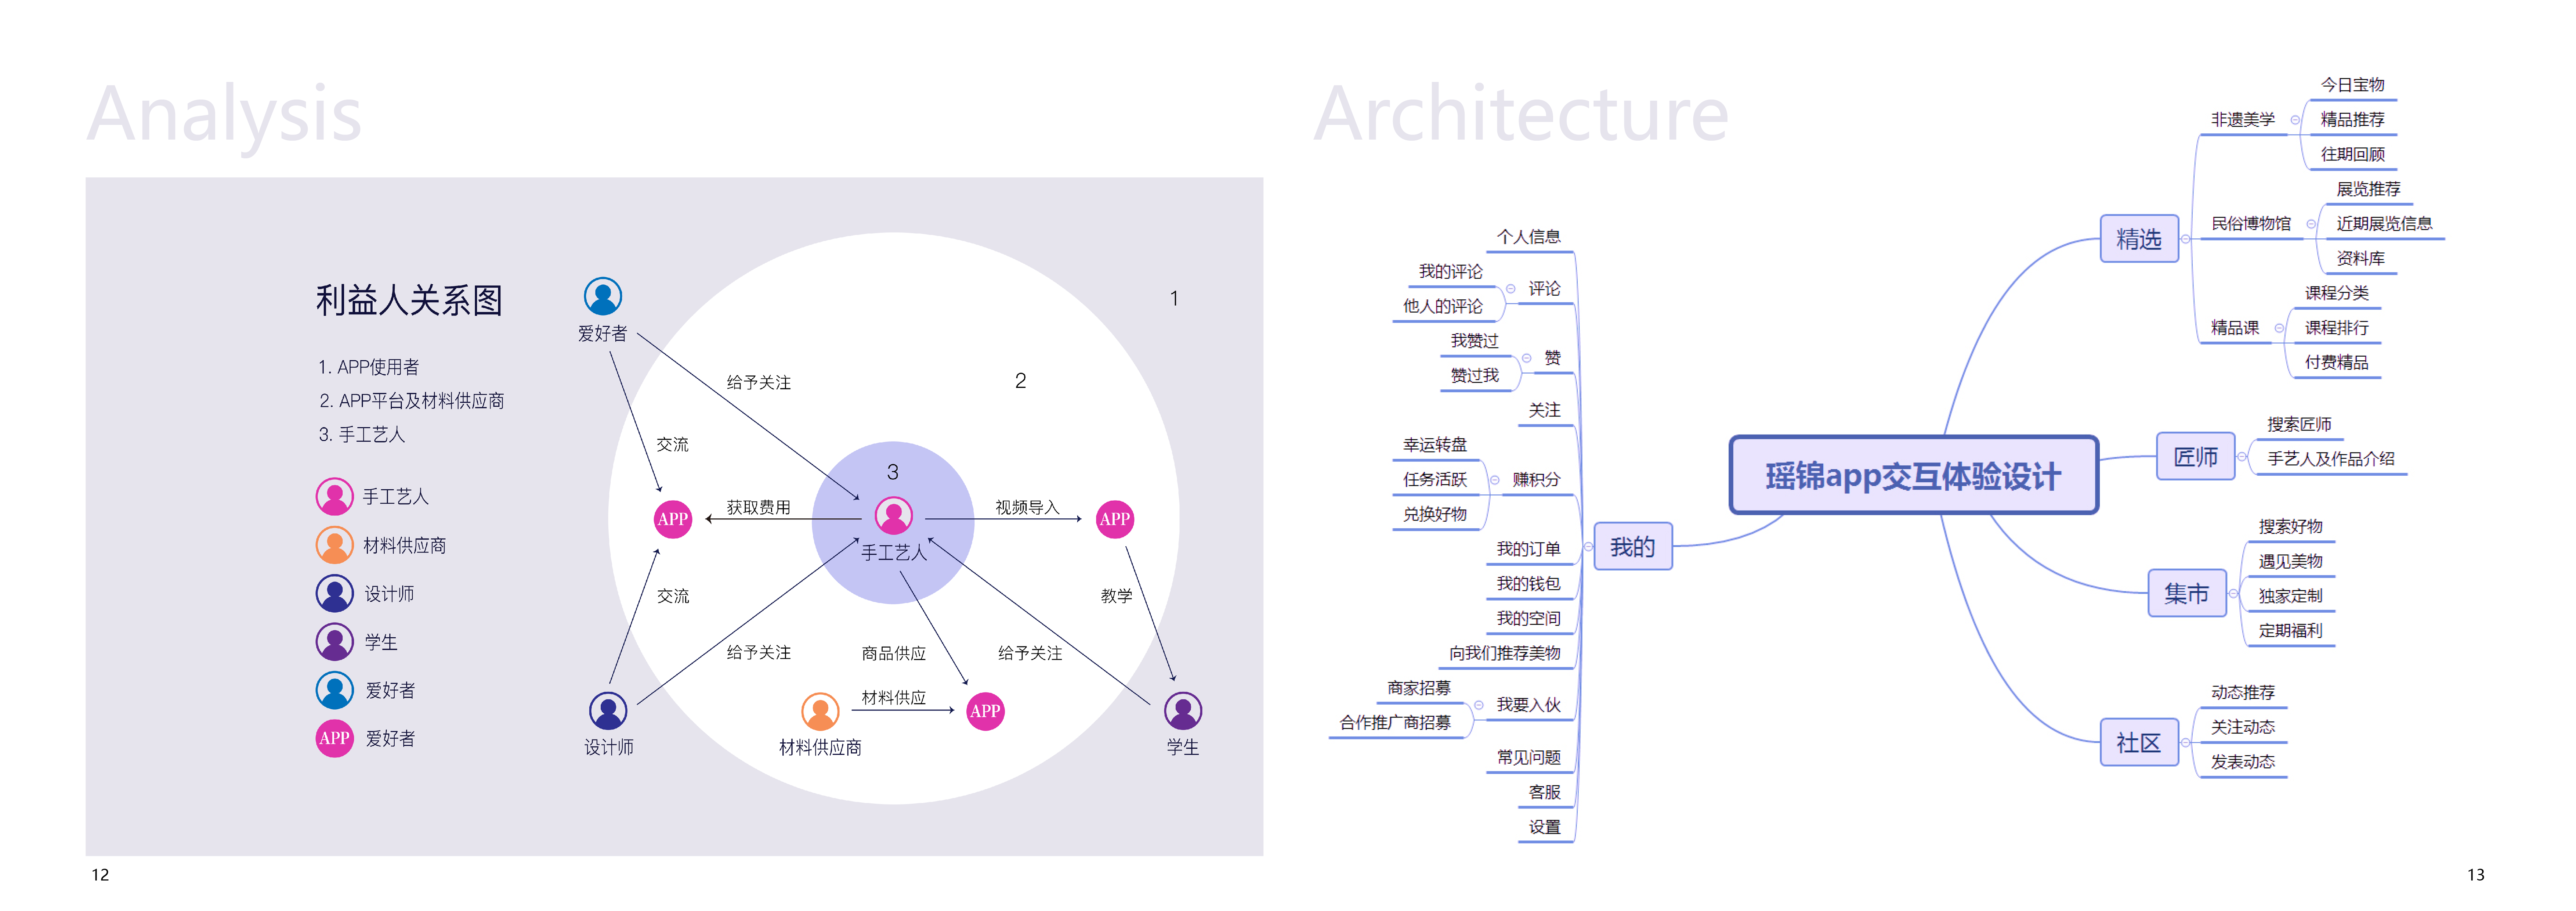 Analysis
利益人关系图
1. APP使用者
2. APP平台及材料供应商
3. 手工艺人
手工艺人
材料供应商
设计师
学生
爱好者
APP 爱好者
1
2
3
爱好者
给予关注
交流
APP
获取费用
手工艺人
视频导入
APP
交流
教学
给予关注
商品供应
给予关注
材料供应
APP
设计师
材料供应商
学生
12
Architecture
瑶锦app交互体验设计
我的
个人信息
评论
我的评论
他人的评论
赞
我赞过
赞过我
关注
赚积分
幸运转盘
任务活跃
兑换好物
我的订单
我的钱包
我的空间
向我们推荐美物
我要入伙
商家招募
合作推广商招募
常见问题
客服
设置
精选
非遗美学
今日宝物
精品推荐
往期回顾
民俗博物馆
展览推荐
近期展览信息
资料库
精品课
课程分类
课程排行
付费精品
匠师
搜索匠师
手艺人及作品介绍
集市
搜索好物
遇见美物
独家定制
定期福利
社区
动态推荐
关注动态
发表动态
13